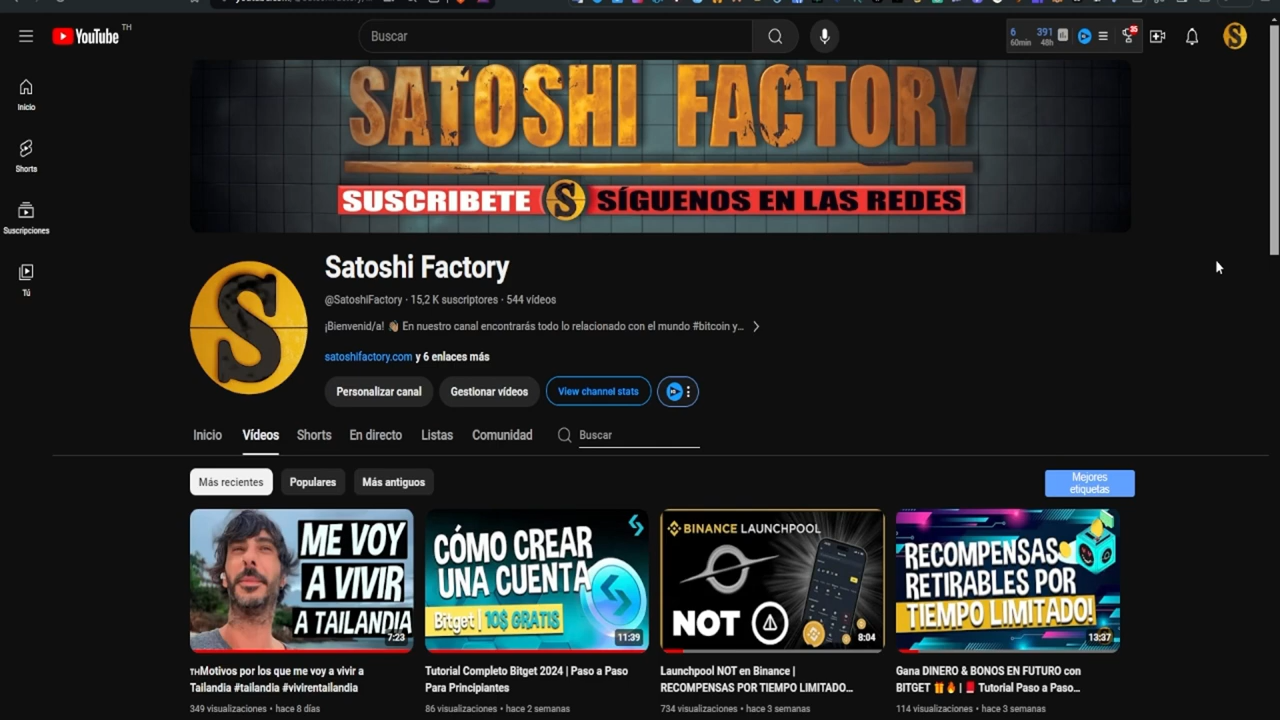 YouTube TH
Buscar
6 391
60min 48h
35
Inicio
Shorts
Suscripciones
Tú
SATOSHI FACTORY
SUSCRIBETE S SÍGUENOS EN LAS REDES
S
Satoshi Factory
@SatoshiFactory · 15,2 K suscriptores · 544 vídeos
¡Bienvenid/a! 👋🏽 En nuestro canal encontrarás todo lo relacionado con el mundo #bitcoin y...
satoshifactory.com y 6 enlaces más
Personalizar canal
Gestionar vídeos
View channel stats
Inicio
Vídeos
Shorts
En directo
Listas
Comunidad
Buscar
Más recientes
Populares
Más antiguos
Mejores
etiquetas
ME VOY
A VIVIR
A TAILANDIA
7:23
CÓMO CREAR
UNA CUENTA
Bitget | 10$ GRATIS
11:39
BINANCE LAUNCHPOOL
NOT
8:04
RECOMPENSAS
RETIRABLES POR
TIEMPO LIMITADO!
13:37
🇹🇭Motivos por los que me voy a vivir a
Tailandia #tailandia #vivirentailandia
349 visualizaciones • hace 8 días
Tutorial Completo Bitget 2024 | Paso a Paso
Para Principiantes
86 visualizaciones • hace 2 semanas
Launchpool NOT en Binance |
RECOMPENSAS POR TIEMPO LIMITADO...
734 visualizaciones • hace 3 semanas
Gana DINERO & BONOS EN FUTURO con
BITGET 🎁🔥 | 🧧 Tutorial Paso a Paso...
114 visualizaciones • hace 3 semanas